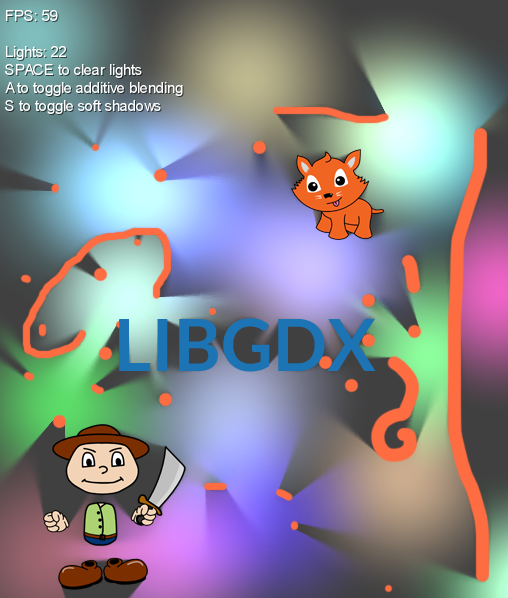 FPS: 59
Lights: 22
SPACE to clear lights
A to toggle additive blending
S to toggle soft shadows
LIBGDX